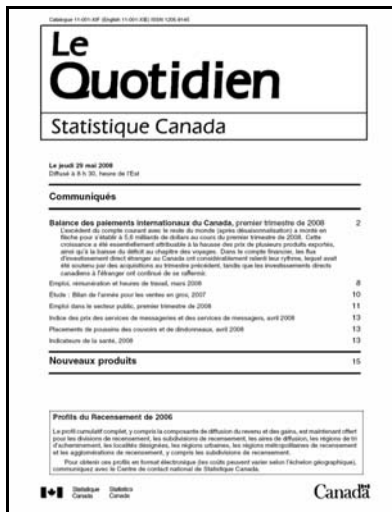 Catalogue 11-001-XIF (English 11-001-XIE) ISSN 1205-9145
Le
Quotidien
Statistique Canada
Le jeudi 29 mai 2008
Diffusé à 8 h 30, heure de l'Est
Communiqués
Balance des paiements internationaux du Canada, premier trimestre de 2008 2
L'excédent du compte courant avec le reste du monde (après désaisonnalisation) a monté en
flèche pour s'établir à 5,6 milliards de dollars au cours du premier trimestre de 2008. Cette
croissance a été essentiellement attribuable à la hausse des prix de plusieurs produits exportés,
ainsi qu'à la baisse du déficit au chapitre des voyages. Dans le compte financier, les flux
d'investissement direct étranger au Canada ont considérablement ralenti leur rythme, lequel avait
été soutenu par des acquisitions au trimestre précédent, tandis que les investissements directs
canadiens à l'étranger ont continué de se raffermir.
Emploi, rémunération et heures de travail, mars 2008 8
Étude : Bilan de l'année pour les ventes en gros, 2007 10
Emploi dans le secteur public, premier trimestre de 2008 11
Indice des prix des services de messageries et des services de messagers, avril 2008 13
Placements de poussins des couvoirs et de dindonneaux, avril 2008 13
Indicateurs de la santé, 2008 13
Nouveaux produits 15
Profils du Recensement de 2006
Le profil cumulatif complet, y compris la composante de diffusion du revenu et des gains, est maintenant offert
pour les divisions de recensement, les subdivisions de recensement, les aires de diffusion, les régions de tri
d'acheminement, les localités désignées, les régions urbaines, les régions métropolitaines de recensement
et les agglomérations de recensement, y compris les subdivisions de recensement.
Pour obtenir ces profils en format électronique (les coûts peuvent varier selon l'échelon géographique),
communiquez avec le Centre de contact national de Statistique Canada.
Statistique Canada
Statistics Canada
Canada